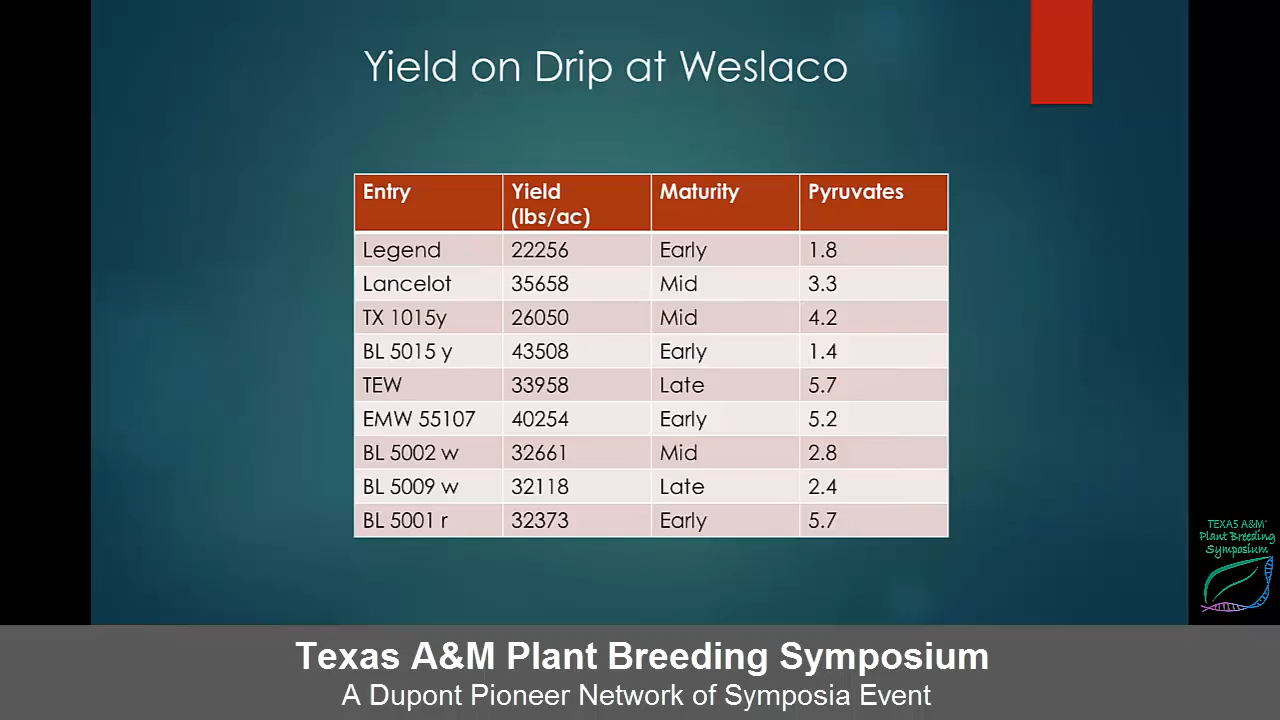 Yield on Drip at Weslaco
Entry Yield (lbs/ac) Maturity Pyruvates
Legend 22256 Early 1.8
Lancelot 35658 Mid 3.3
TX 1015y 26050 Mid 4.2
BL 5015 y 43508 Early 1.4
TEW 33958 Late 5.7
EMW 55107 40254 Early 5.2
BL 5002 w 32661 Mid 2.8
BL 5009 w 32118 Late 2.4
BL 5001 r 32373 Early 5.7
TEXAS A&M
Plant Breeding
Symposium
Texas A&M Plant Breeding Symposium
A Dupont Pioneer Network of Symposia Event